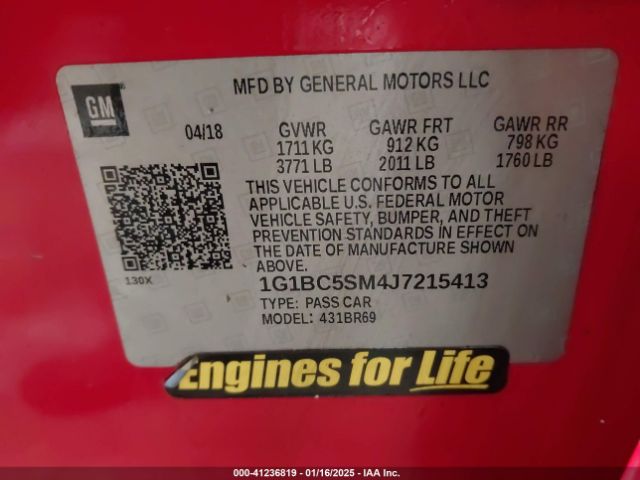 GM
MFD BY GENERAL MOTORS LLC
04/18 GVWR GAWR FRT GAWR RR
1711 KG 912 KG 798 KG
3771 LB 2011 LB 1760 LB
THIS VEHICLE CONFORMS TO ALL
APPLICABLE U.S. FEDERAL MOTOR
VEHICLE SAFETY, BUMPER, AND THEFT
PREVENTION STANDARDS IN EFFECT ON
THE DATE OF MANUFACTURE SHOWN
ABOVE.
130X
1G1BC5SM4J7215413
TYPE: PASS CAR
MODEL: 431BR69
Engines for Life
00-41236819 - 01/16/2025 - IAA Inc.